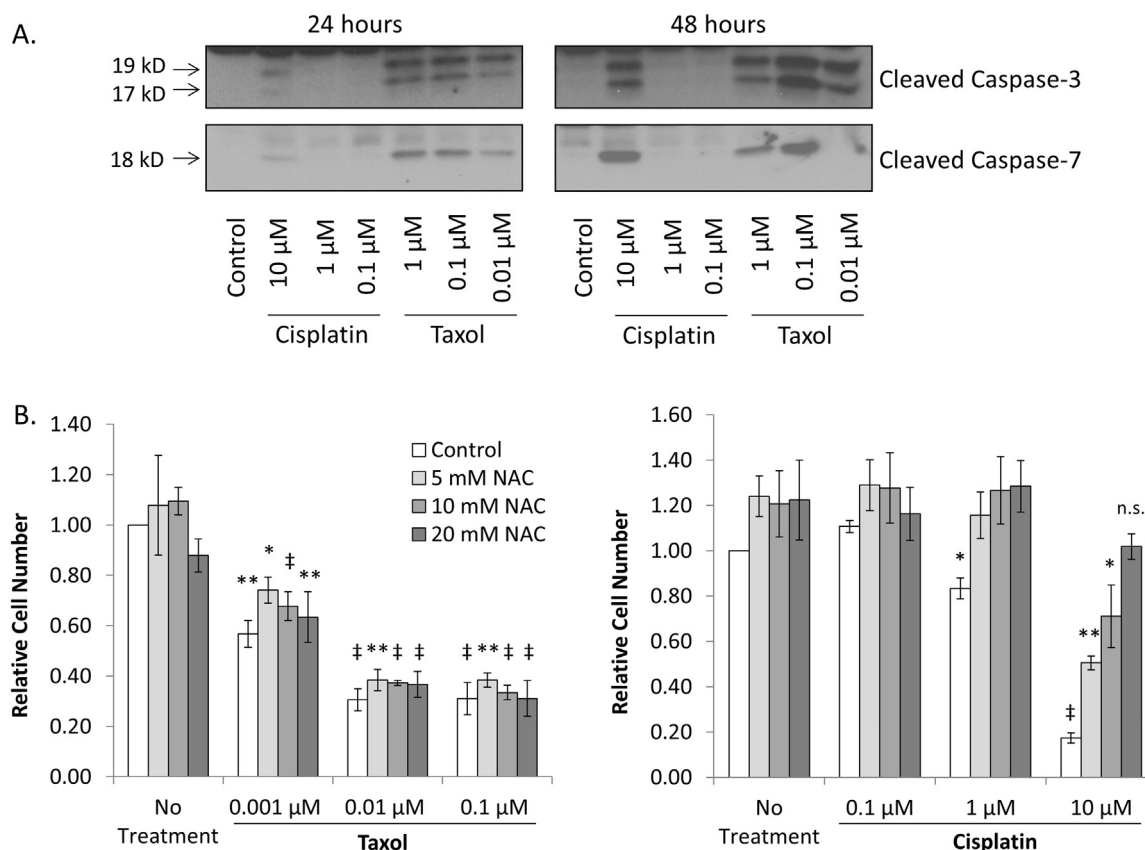 A.
24 hours
48 hours
19 kD
17 kD
Cleaved Caspase-3
18 kD
Cleaved Caspase-7
Control
10 µM
1 µM
0.1 µM
1 µM
0.1 µM
0.01 µM
Control
10 µM
1 µM
0.1 µM
1 µM
0.1 µM
0.01 µM
Cisplatin
Taxol
Cisplatin
Taxol
B.
Relative Cell Number
1.40
1.20
1.00
0.80
0.60
0.40
0.20
0.00
Control
5 mM NAC
10 mM NAC
20 mM NAC
** * ‡ **
‡ ** ‡ ‡
‡ ** ‡ ‡
No
Treatment
0.001 µM
0.01 µM
0.1 µM
Taxol
Relative Cell Number
1.60
1.40
1.20
1.00
0.80
0.60
0.40
0.20
0.00
*
‡ ** * n.s.
No
Treatment
0.1 µM
1 µM
10 µM
Cisplatin